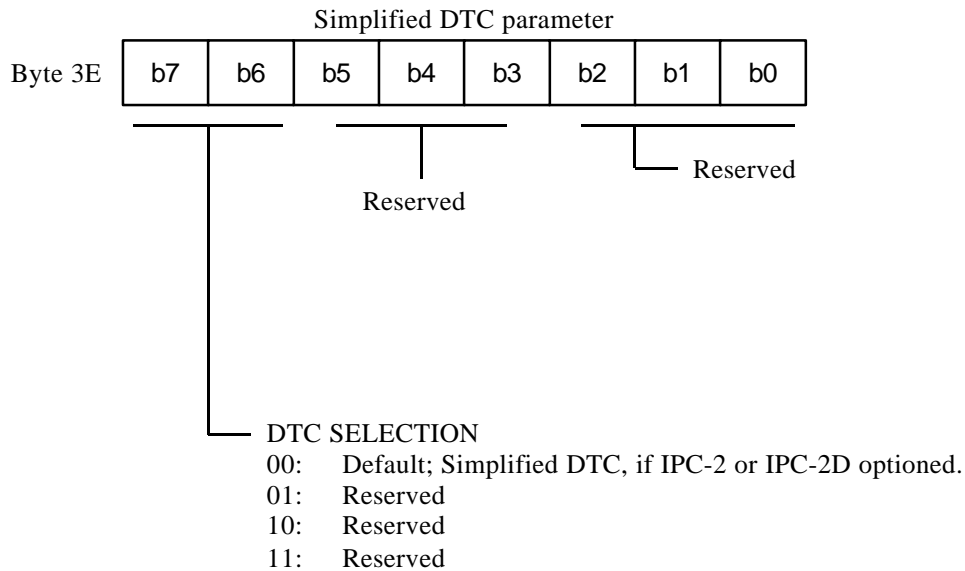 Simplified DTC parameter
Byte 3E b7 b6 b5 b4 b3 b2 b1 b0
Reserved
Reserved
DTC SELECTION
00: Default; Simplified DTC, if IPC-2 or IPC-2D optioned.
01: Reserved
10: Reserved
11: Reserved